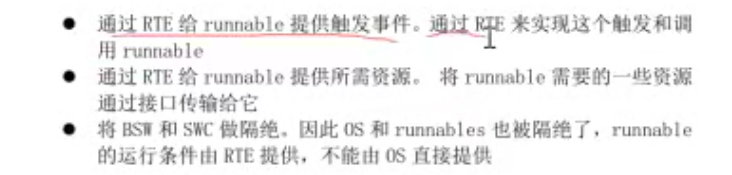 ● 通过 RTE 给 runnable 提供触发事件。通过 RTE 来实现这个触发和调
用 runnable
● 通过 RTE 给 runnable 提供所需资源。 将 runnable 需要的一些资源
通过接口传输给它
● 将 BSW 和 SWC 做隔绝。因此 OS 和 runnables 也被隔绝了，runnable
的运行条件由 RTE 提供，不能由 OS 直接提供